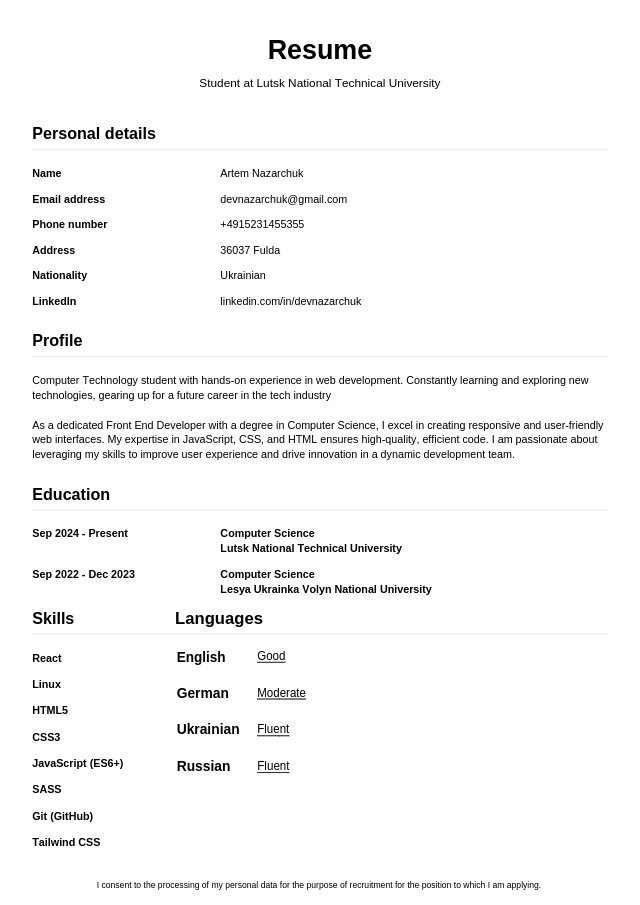 Resume
Student at Lutsk National Technical University
Personal details
Name Artem Nazarchuk
Email address devnazarchuk@gmail.com
Phone number +4915231455355
Address 36037 Fulda
Nationality Ukrainian
LinkedIn linkedin.com/in/devnazarchuk
Profile
Computer Technology student with hands-on experience in web development. Constantly learning and exploring new
technologies, gearing up for a future career in the tech industry
As a dedicated Front End Developer with a degree in Computer Science, I excel in creating responsive and user-friendly
web interfaces. My expertise in JavaScript, CSS, and HTML ensures high-quality, efficient code. I am passionate about
leveraging my skills to improve user experience and drive innovation in a dynamic development team.
Education
Sep 2024 - Present Computer Science
Lutsk National Technical University
Sep 2022 - Dec 2023 Computer Science
Lesya Ukrainka Volyn National University
Skills
React
Linux
HTML5
CSS3
JavaScript (ES6+)
SASS
Git (GitHub)
Tailwind CSS
Languages
English Good
German Moderate
Ukrainian Fluent
Russian Fluent
I consent to the processing of my personal data for the purpose of recruitment for the position to which I am applying.